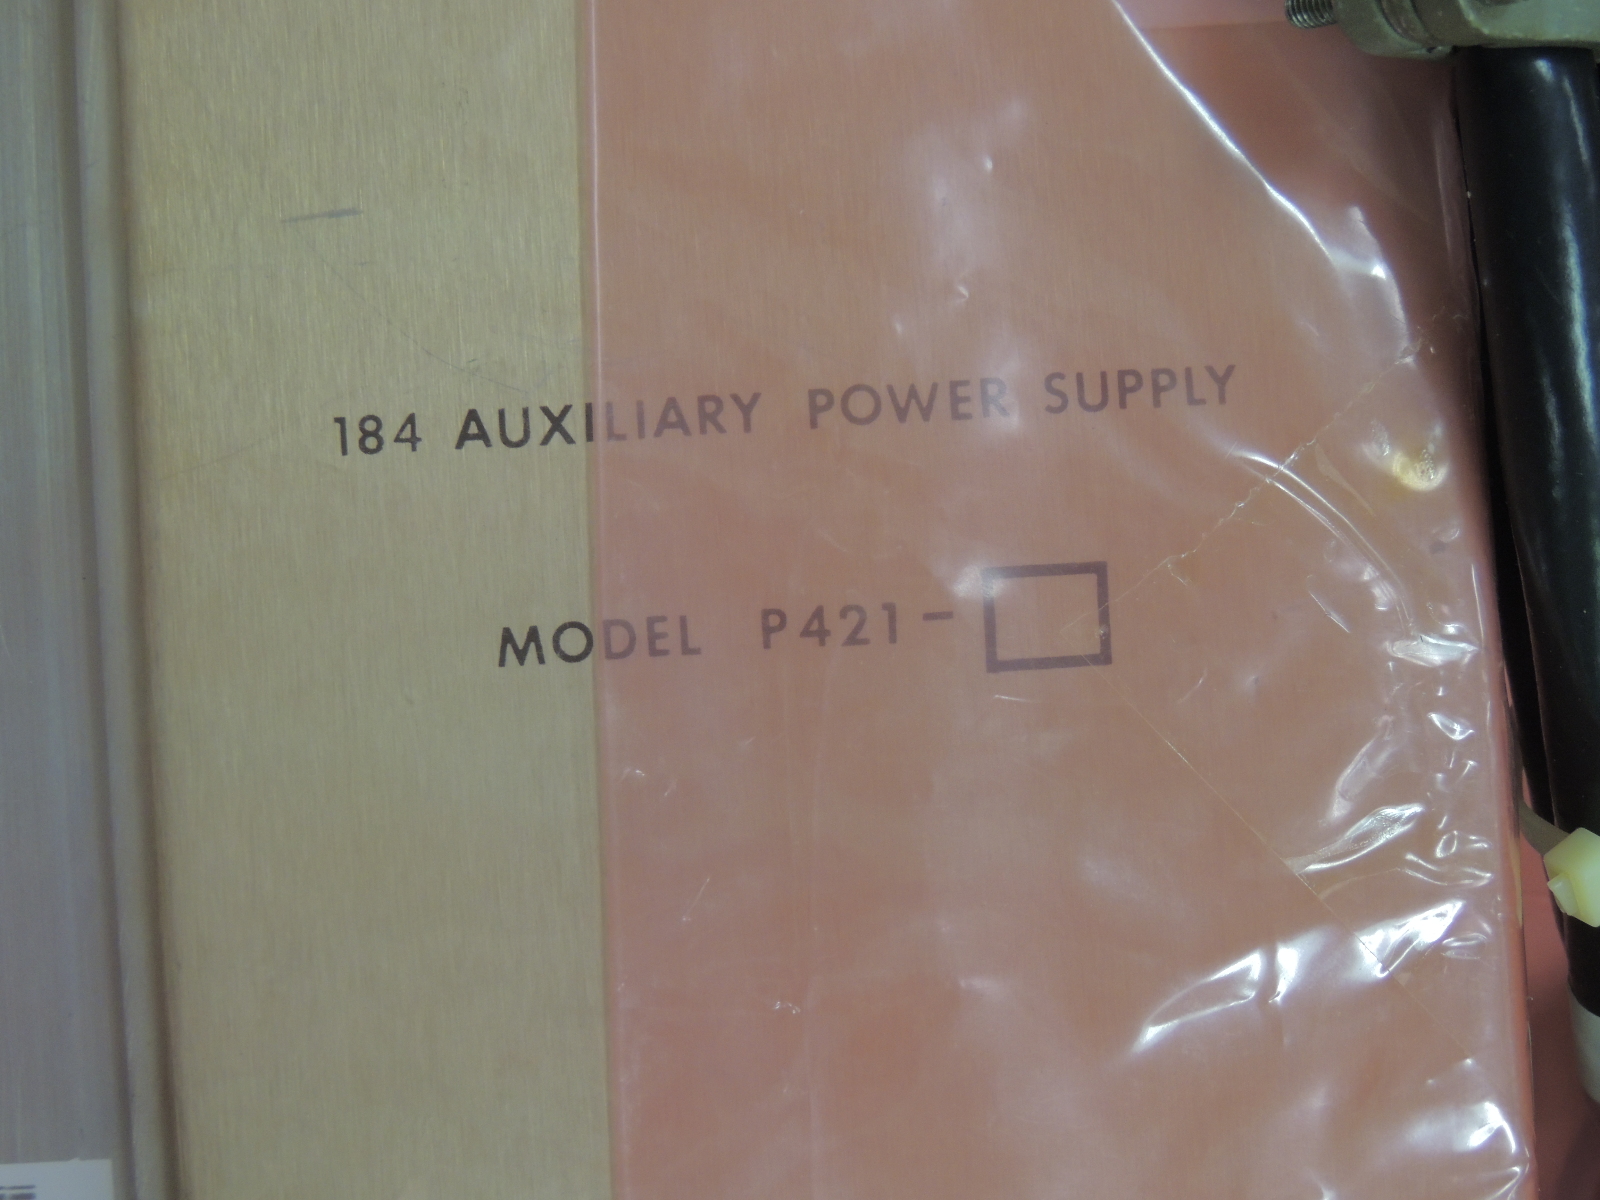 184 AUXILIARY POWER SUPPLY
MODEL P421-